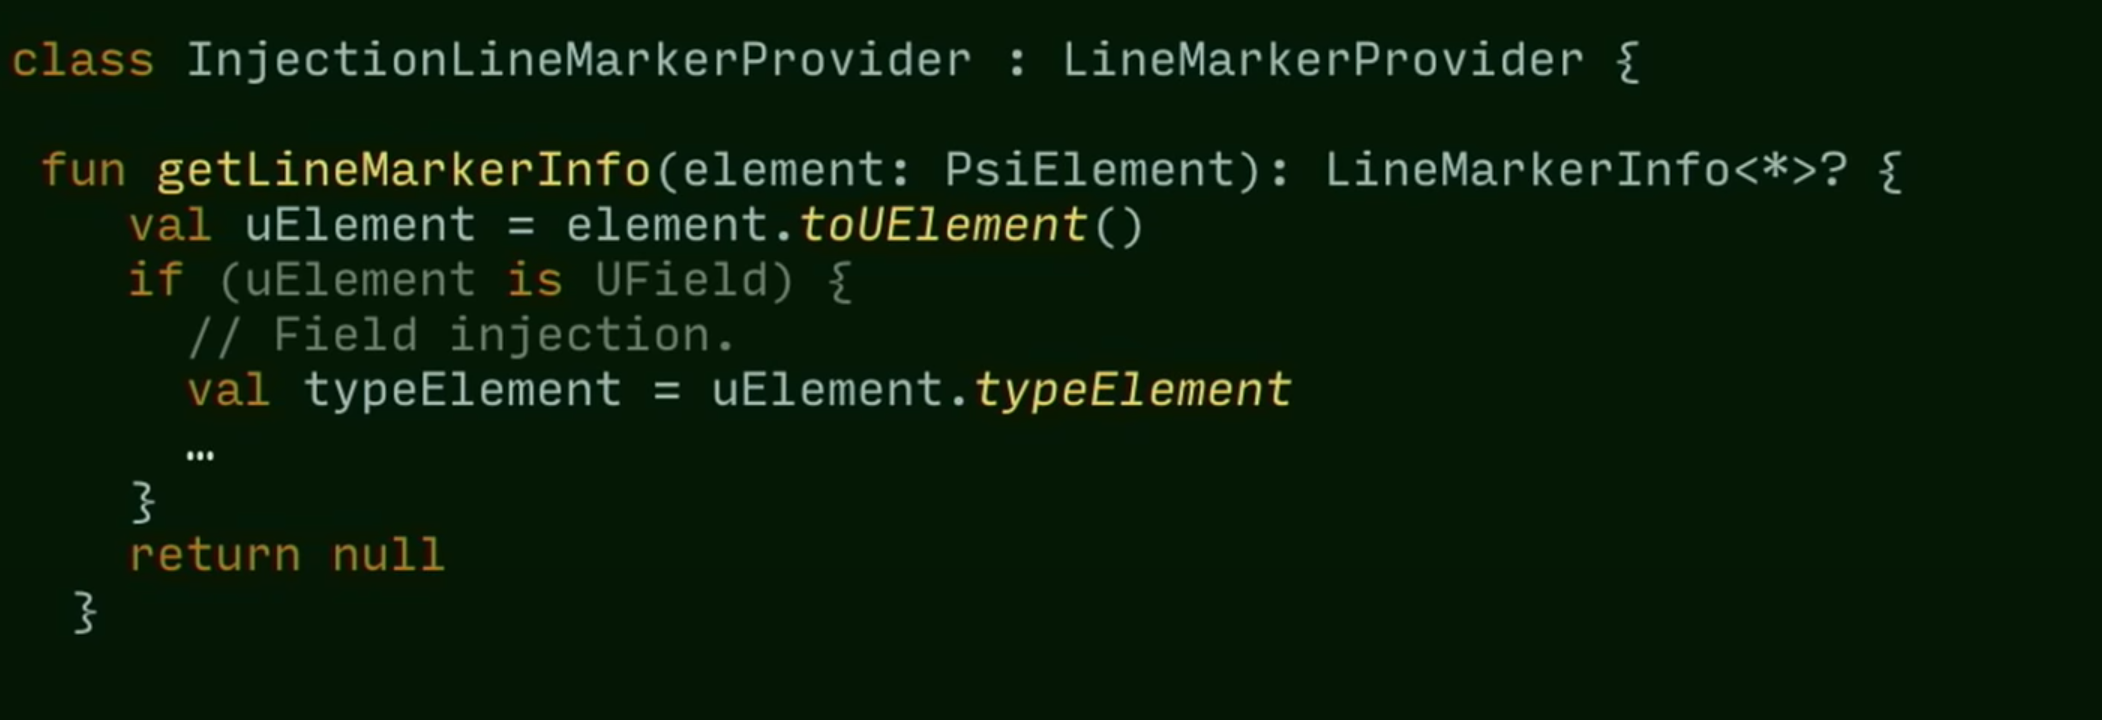 class InjectionLineMarkerProvider : LineMarkerProvider {
fun getLineMarkerInfo(element: PsiElement): LineMarkerInfo<*>? {
val uElement = element.toUElement()
if (uElement is UField) {
// Field injection.
val typeElement = uElement.typeElement
…
}
return null
}